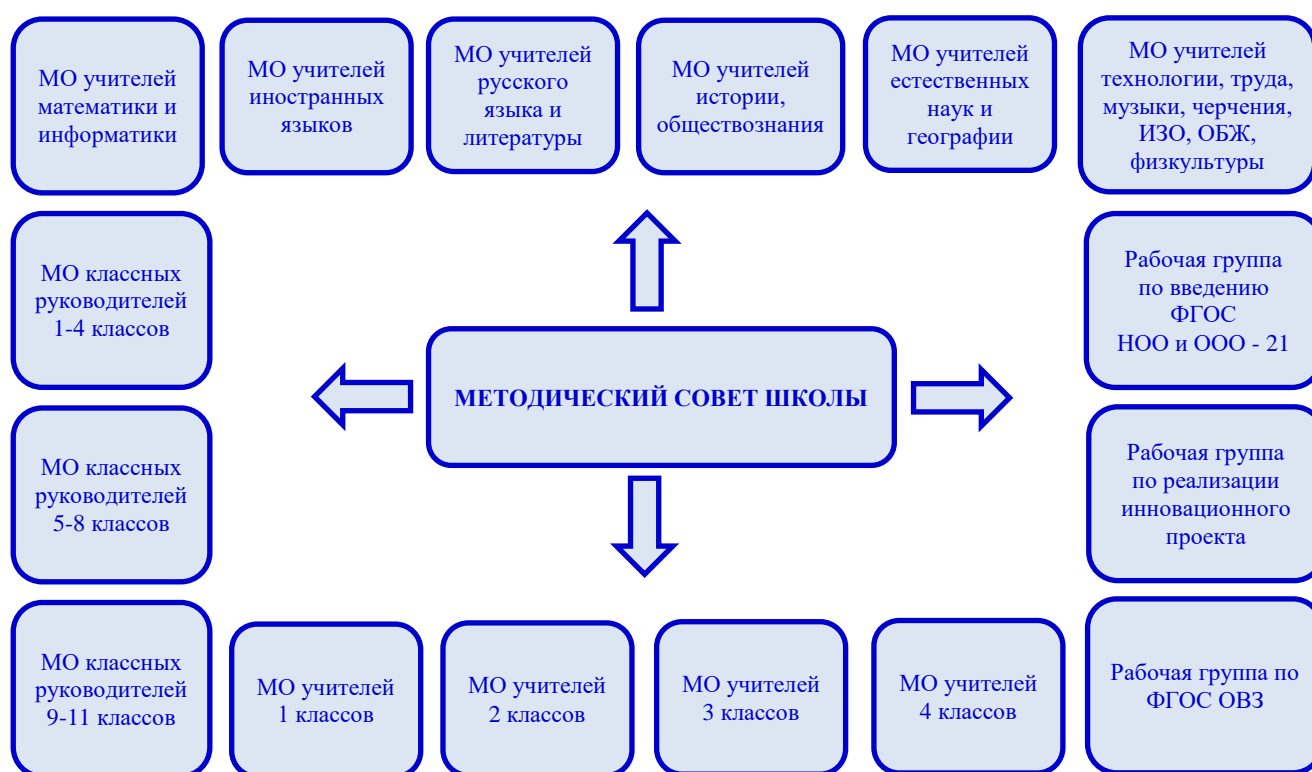 МО учителей
математики и
информатики
МО учителей
иностранных
языков
МО учителей
русского
языка и
литературы
МО учителей
истории,
обществознания
МО учителей
естественных
наук и
географии
МО учителей
технологии, труда,
музыки, черчения,
ИЗО, ОБЖ,
физкультуры
МО классных
руководителей
1-4 классов
Рабочая группа
по введению
ФГОС
НОО и ООО - 21
МЕТОДИЧЕСКИЙ СОВЕТ ШКОЛЫ
МО классных
руководителей
5-8 классов
Рабочая группа
по реализации
инновационного
проекта
МО классных
руководителей
9-11 классов
МО учителей
1 классов
МО учителей
2 классов
МО учителей
3 классов
МО учителей
4 классов
Рабочая группа по
ФГОС ОВЗ